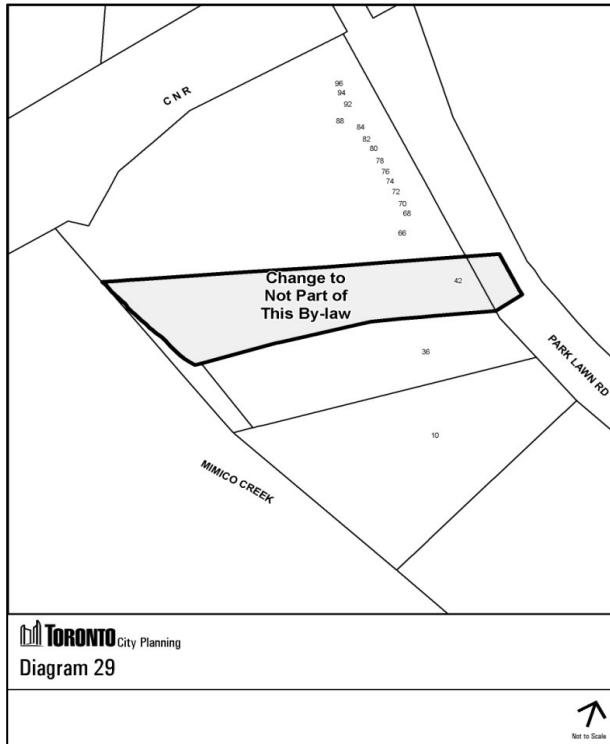 CNR
96
94
92
88
84
82
80
78
76
74
72
70
68
66
Change to
Not Part of
This By-law
42
36
PARK LAWN RD
10
MIMICO CREEK
TORONTO City Planning
Diagram 29
Not to Scale